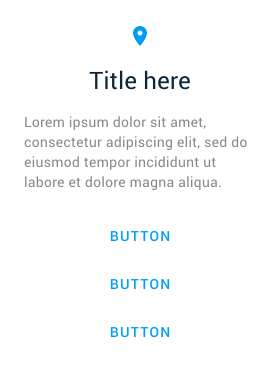 Title here
Lorem ipsum dolor sit amet,
consectetur adipiscing elit, sed do
eiusmod tempor incididunt ut
labore et dolore magna aliqua.
BUTTON
BUTTON
BUTTON